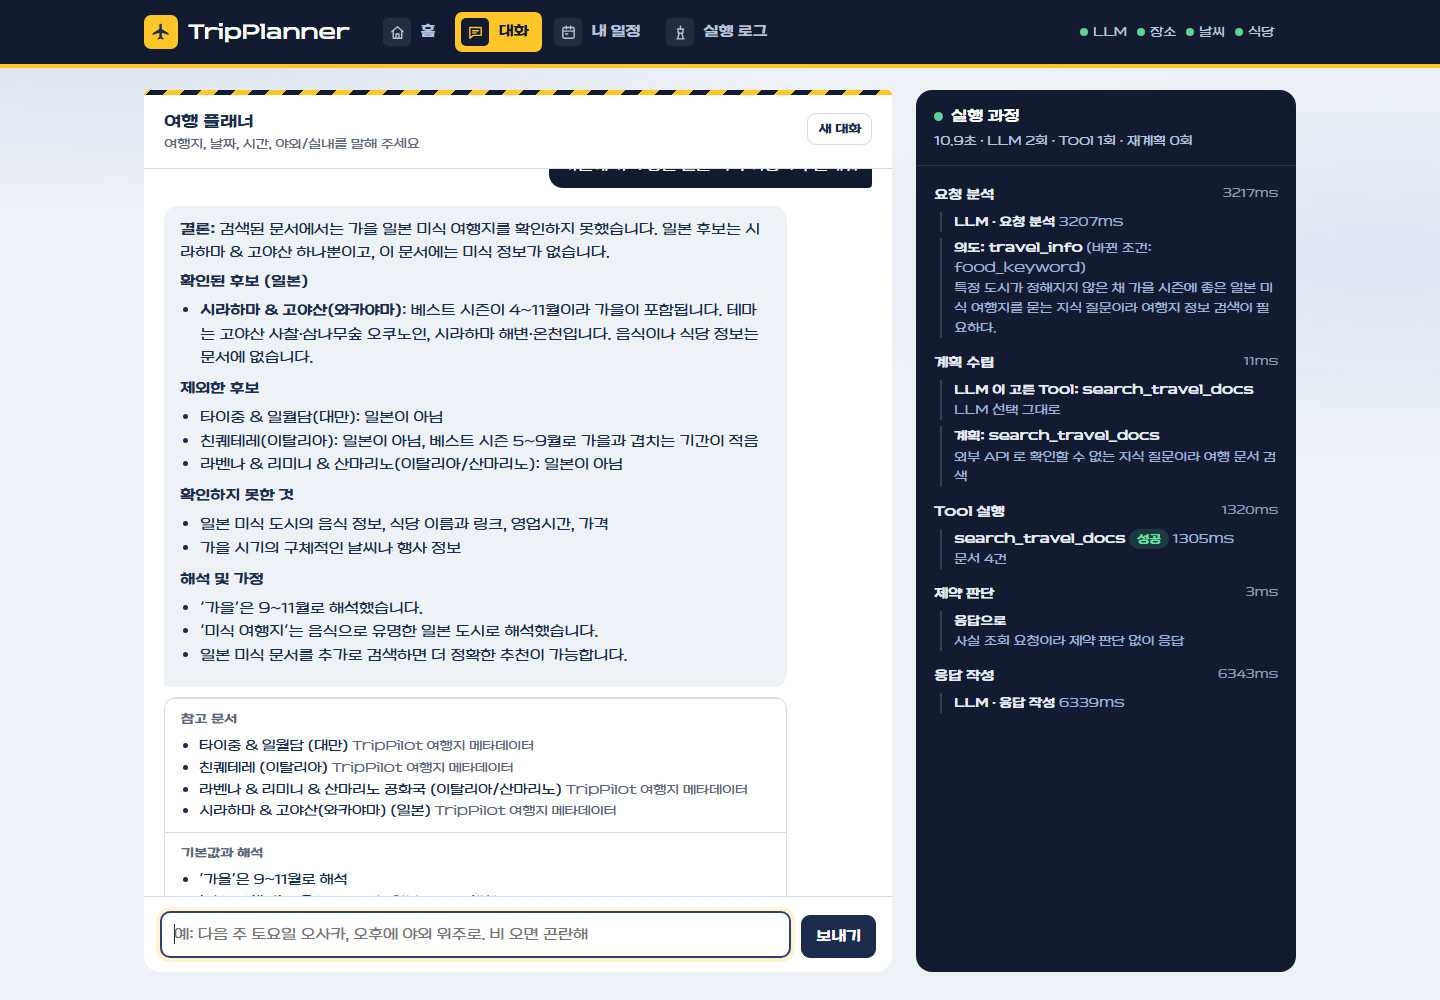 TripPlanner
홈
대화
내 일정
실행 로그
LLM
장소
날씨
식당
여행 플래너
여행지, 날짜, 시간, 야외/실내를 말해 주세요
새 대화
결론: 검색된 문서에서는 가을 일본 미식 여행지를 확인하지 못했습니다. 일본 후보는 시
라하마 & 고야산 하나뿐이고, 이 문서에는 미식 정보가 없습니다.
확인된 후보 (일본)
• 시라하마 & 고야산(와카야마): 베스트 시즌이 4~11월이라 가을이 포함됩니다. 테마
는 고야산 사찰·삼나무숲 오쿠노인, 시라하마 해변·온천입니다. 음식이나 식당 정보는
문서에 없습니다.
제외한 후보
• 타이중 & 일월담(대만): 일본이 아님
• 친퀘테레(이탈리아): 일본이 아님, 베스트 시즌 5~9월로 가을과 겹치는 기간이 적음
• 라벤나 & 리미니 & 산마리노(이탈리아/산마리노): 일본이 아님
확인하지 못한 것
• 일본 미식 도시의 음식 정보, 식당 이름과 링크, 영업시간, 가격
• 가을 시기의 구체적인 날씨나 행사 정보
해석 및 가정
• '가을'은 9~11월로 해석했습니다.
• '미식 여행지'는 음식으로 유명한 일본 도시로 해석했습니다.
• 일본 미식 문서를 추가로 검색하면 더 정확한 추천이 가능합니다.
참고 문서
• 타이중 & 일월담 (대만) TripPilot 여행지 메타데이터
• 친퀘테레 (이탈리아) TripPilot 여행지 메타데이터
• 라벤나 & 리미니 & 산마리노 공화국 (이탈리아/산마리노) TripPilot 여행지 메타데이터
• 시라하마 & 고야산(와카야마) (일본) TripPilot 여행지 메타데이터
기본값과 해석
• '가을'은 9~11월로 해석
예: 다음 주 토요일 오사카, 오후에 야외 위주로. 비 오면 곤란해
보내기
실행 과정
10.9초 · LLM 2회 · Tool 1회 · 재계획 0회
요청 분석 3217ms
LLM · 요청 분석 3207ms
의도: travel_info (바뀐 조건:
food_keyword)
특정 도시가 정해지지 않은 채 가을 시즌에 좋은 일본 미
식 여행지를 묻는 지식 질문이라 여행지 정보 검색이 필
요하다.
계획 수립 11ms
LLM 이 고른 Tool: search_travel_docs
LLM 선택 그대로
계획: search_travel_docs
외부 API 로 확인할 수 없는 지식 질문이라 여행 문서 검
색
Tool 실행 1320ms
search_travel_docs 성공 1305ms
문서 4건
제약 판단 3ms
응답으로
사실 조회 요청이라 제약 판단 없이 응답
응답 작성 6343ms
LLM · 응답 작성 6339ms